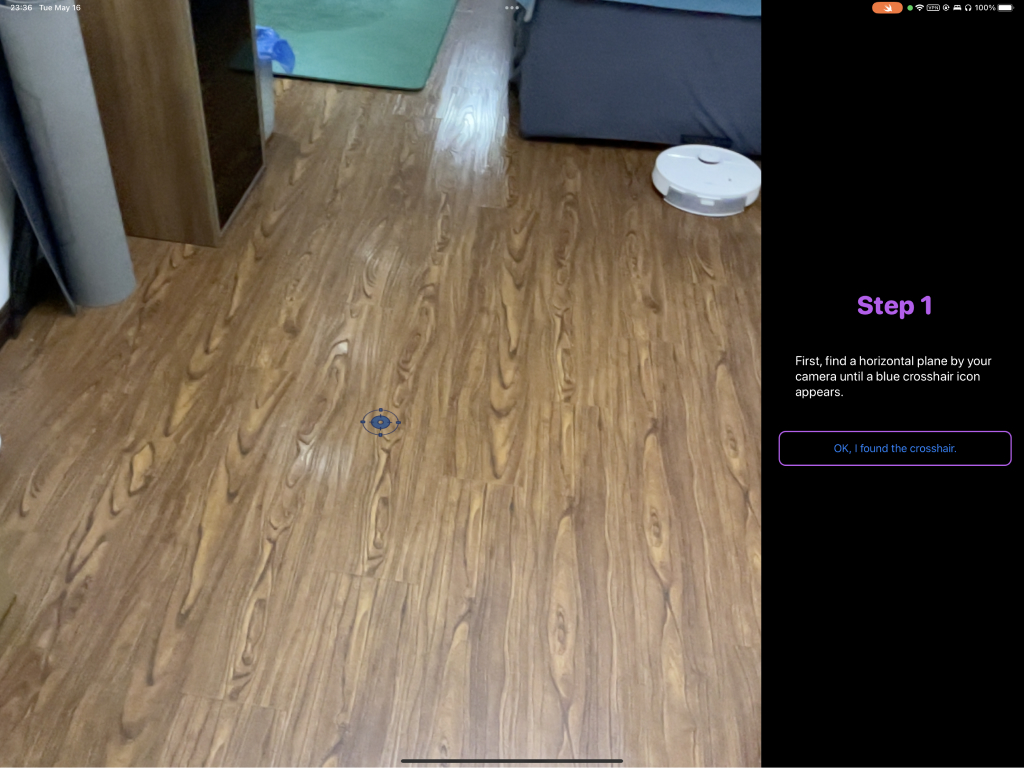 23:36 Tue May 16
VPN 100%
Step 1
First, find a horizontal plane by your
camera until a blue crosshair icon
appears.
OK, I found the crosshair.